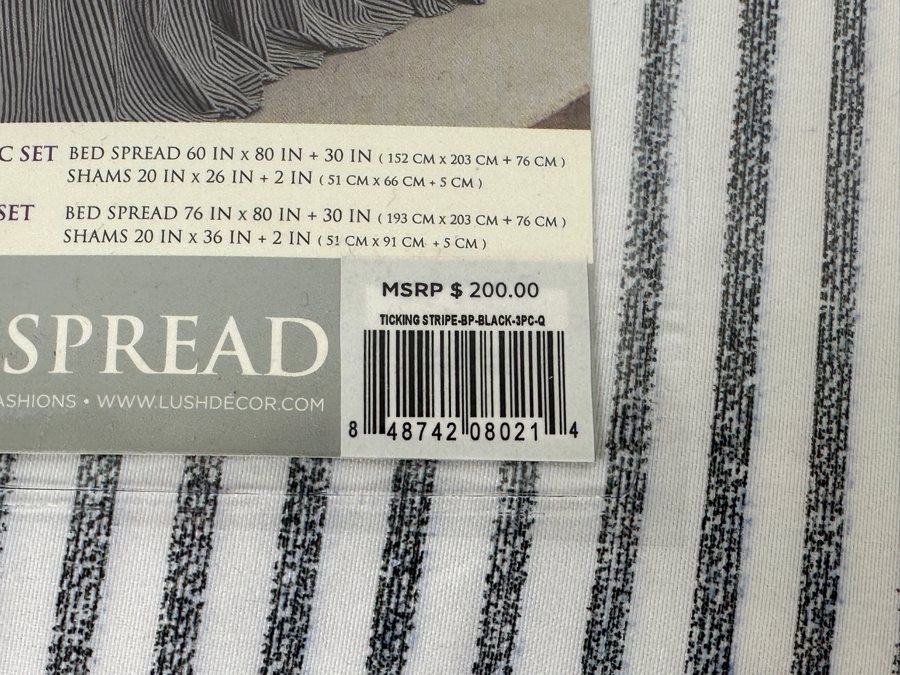 C SET BED SPREAD 60 IN x 80 IN + 30 IN ( 152 CM x 203 CM + 76 CM )
SHAMS 20 IN x 26 IN + 2 IN ( 51 CM x 66 CM + 5 CM )
SET BED SPREAD 76 IN x 80 IN + 30 IN ( 193 CM x 203 CM + 76 CM )
SHAMS 20 IN x 36 IN + 2 IN ( 51 CM x 91 CM + 5 CM )
MSRP $ 200.00
TICKING STRIPE-BP-BLACK-3PC-Q
SPREAD
ASHIONS • WWW.LUSHDÉCOR.COM
8 48742 08021 4